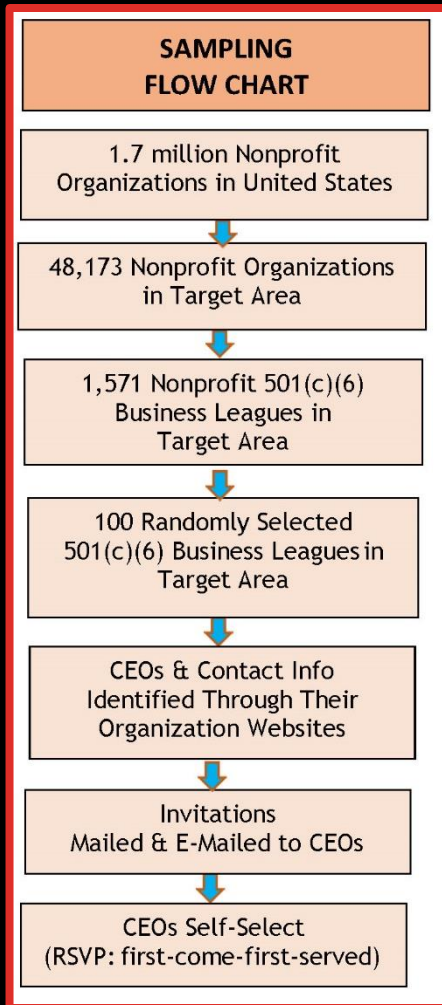 SAMPLING
FLOW CHART
1.7 million Nonprofit
Organizations in United States
48,173 Nonprofit Organizations
in Target Area
1,571 Nonprofit 501(c)(6)
Business Leagues in
Target Area
100 Randomly Selected
501(c)(6) Business Leagues in
Target Area
CEOs & Contact Info
Identified Through Their
Organization Websites
Invitations
Mailed & E-Mailed to CEOs
CEOs Self-Select
(RSVP: first-come-first-served)